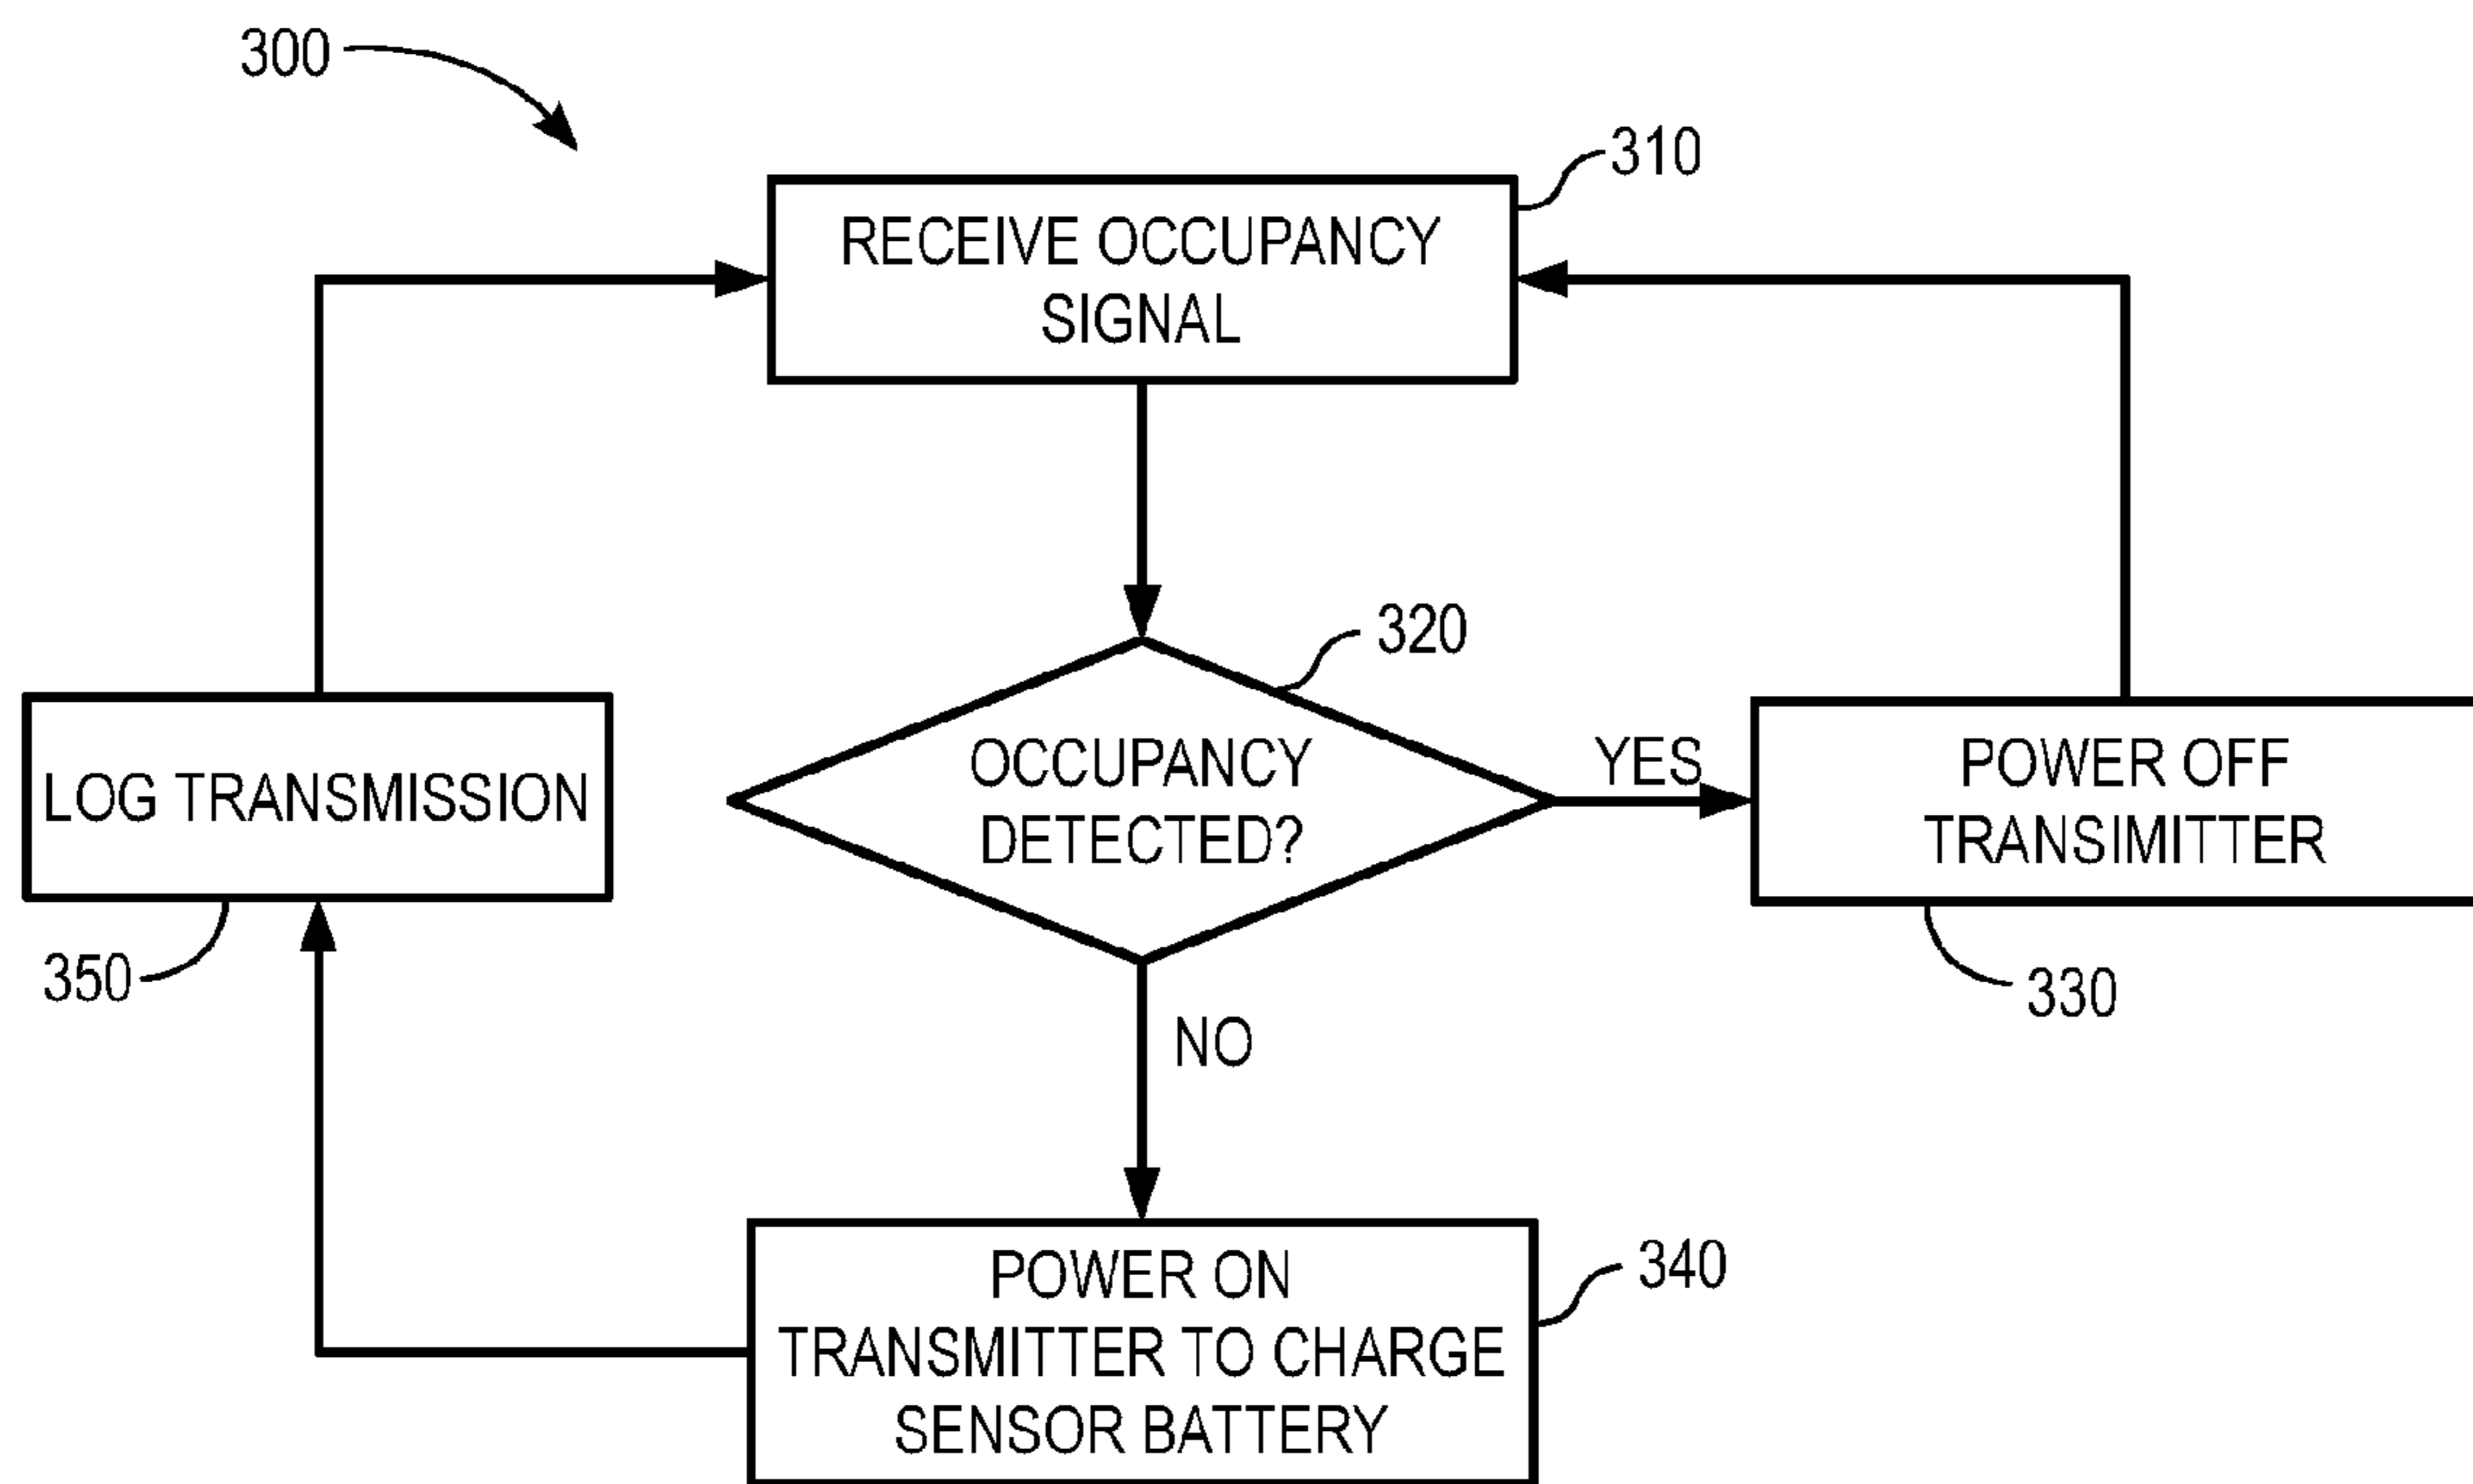 300
310
RECEIVE OCCUPANCY
SIGNAL
320
OCCUPANCY
DETECTED?
YES
POWER OFF
TRANSIMITTER
330
LOG TRANSMISSION
350
NO
340
POWER ON
TRANSMITTER TO CHARGE
SENSOR BATTERY